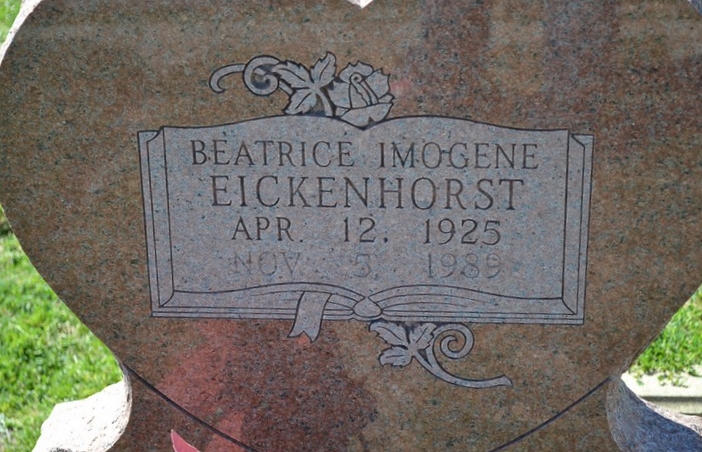 BEATRICE IMOGENE
EICKENHORST
APR. 12, 1925
NOV. 5, 1989